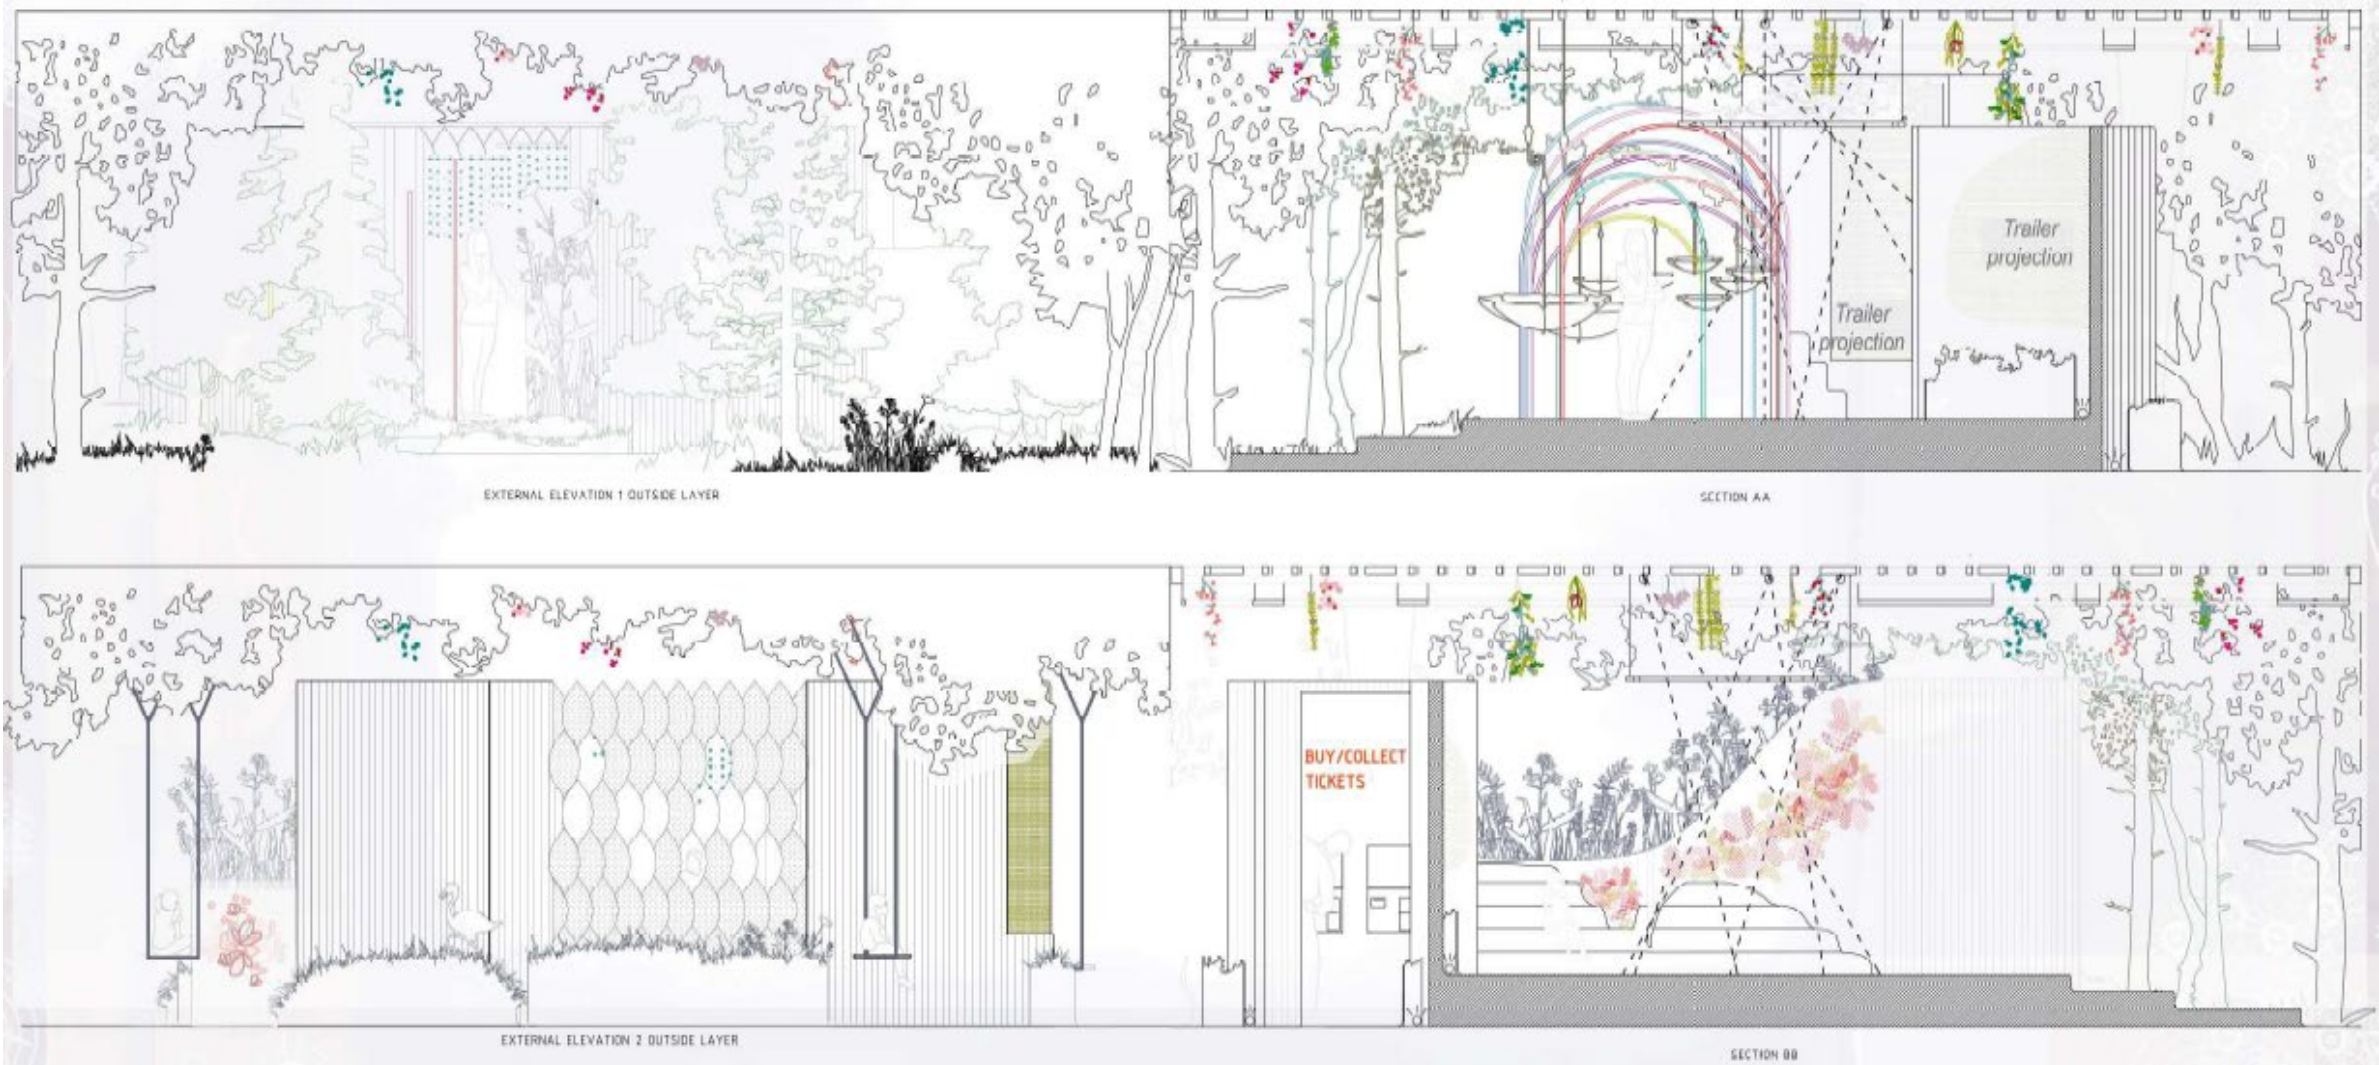 Trailer
projection
Trailer
projection
EXTERNAL ELEVATION 1 OUTSIDE LAYER
SECTION AA
BUY/COLLECT
TICKETS
EXTERNAL ELEVATION 2 OUTSIDE LAYER
SECTION BB